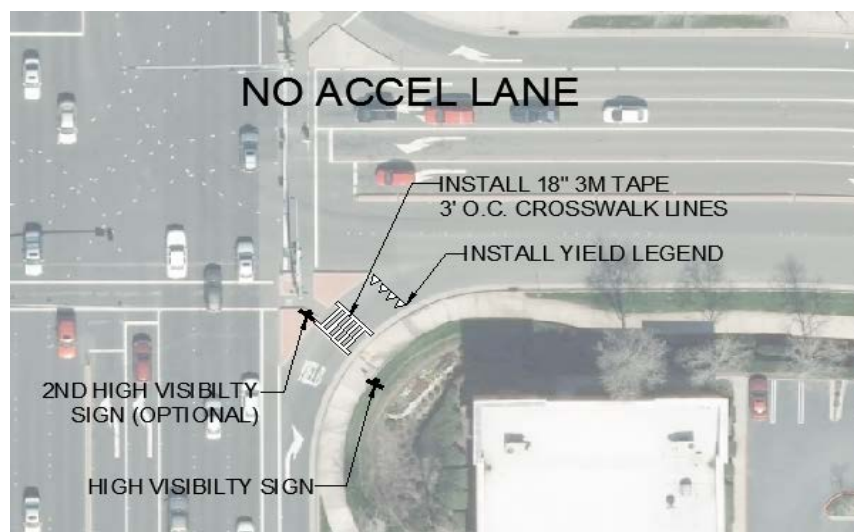 NO ACCEL LANE
INSTALL 18" 3M TAPE
3' O.C. CROSSWALK LINES
INSTALL YIELD LEGEND
2ND HIGH VISIBILTY
SIGN (OPTIONAL)
YIELD
HIGH VISIBILTY SIGN